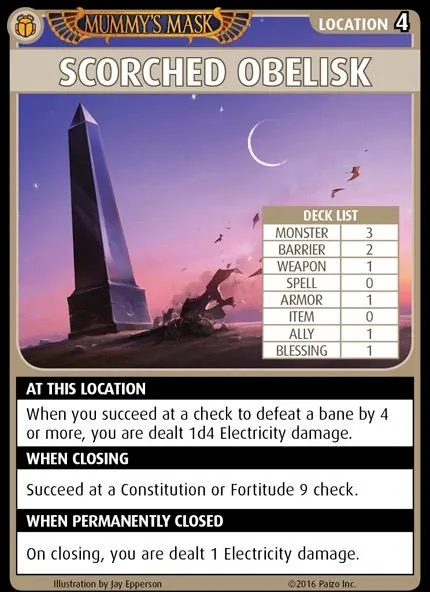 MUMMY'S MASK
LOCATION 4
SCORCHED OBELISK
DECK LIST
MONSTER 3
BARRIER 2
WEAPON 1
SPELL 0
ARMOR 1
ITEM 0
ALLY 1
BLESSING 1
AT THIS LOCATION
When you succeed at a check to defeat a bane by 4
or more, you are dealt 1d4 Electricity damage.
WHEN CLOSING
Succeed at a Constitution or Fortitude 9 check.
WHEN PERMANENTLY CLOSED
On closing, you are dealt 1 Electricity damage.
Illustration by Jay Epperson ©2016 Paizo Inc.